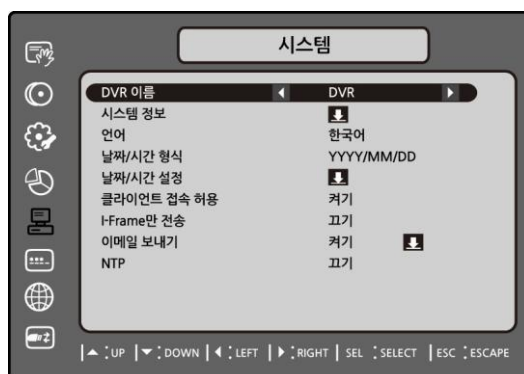 시스템
DVR 이름 DVR
시스템 정보
언어 한국어
날짜/시간 형식 YYYY/MM/DD
날짜/시간 설정
클라이언트 접속 허용 켜기
I-Frame만 전송 끄기
이메일 보내기 켜기
NTP 끄기
▲ : UP ▼ : DOWN ◀ : LEFT ▶ : RIGHT SEL : SELECT ESC : ESCAPE